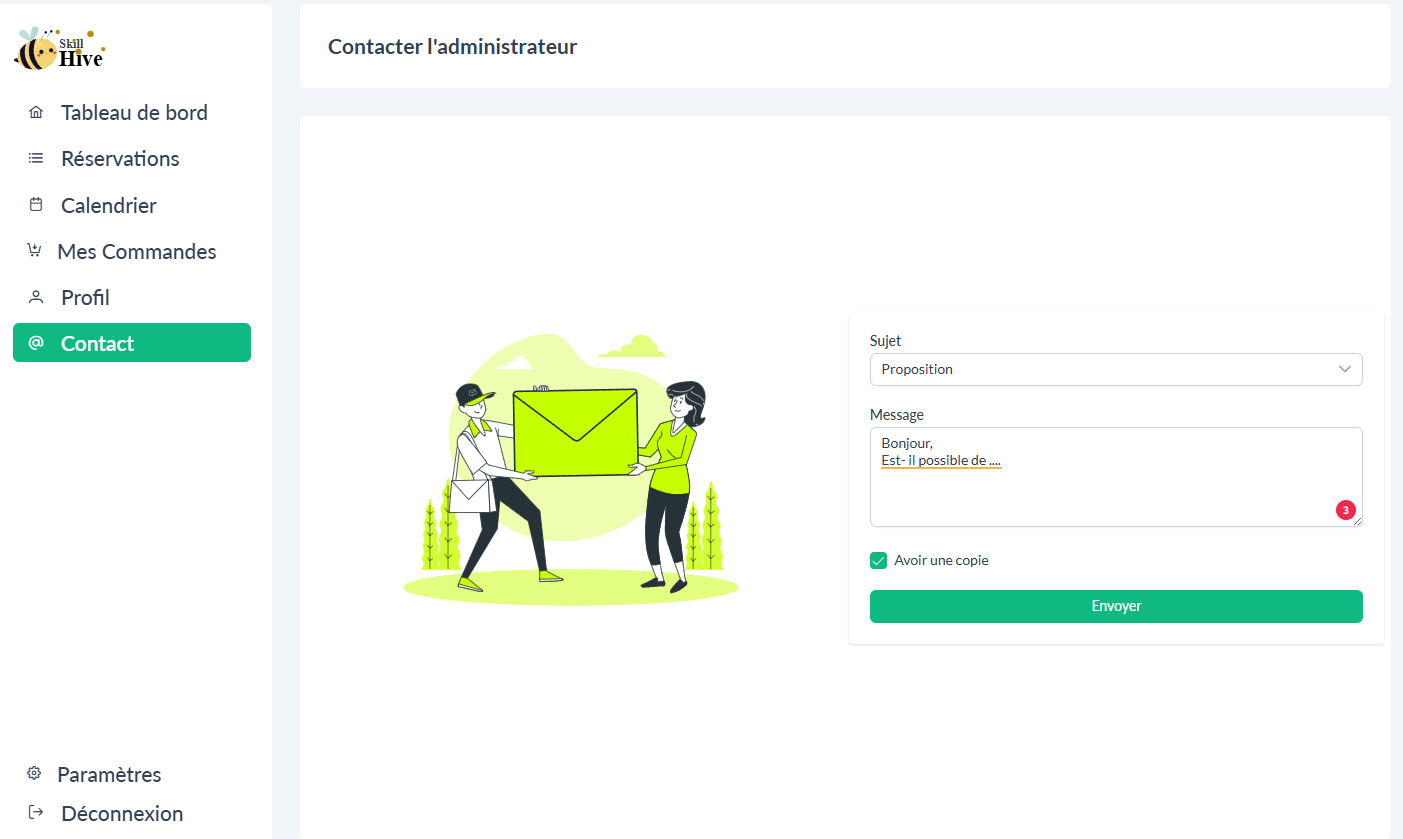 Skill
Hive
Tableau de bord
Réservations
Calendrier
Mes Commandes
Profil
Contact
Paramètres
Déconnexion
Contacter l'administrateur
Sujet
Proposition
Message
Bonjour,
Est- il possible de ....
3
Avoir une copie
Envoyer